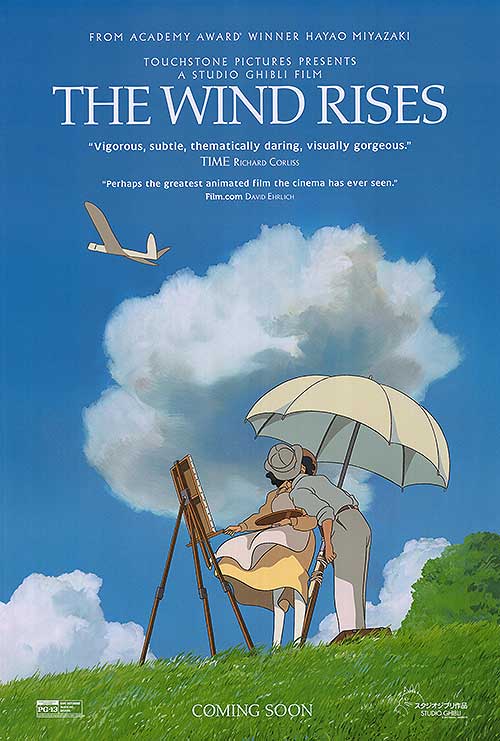 FROM ACADEMY AWARD® WINNER HAYAO MIYAZAKI
TOUCHSTONE PICTURES PRESENTS
A STUDIO GHIBLI FILM
THE WIND RISES
“Vigorous, subtle, thematically daring, visually gorgeous.”
TIME RICHARD CORLISS
“Perhaps the greatest animated film the cinema has ever seen.”
Film.com DAVID EHRLICH
PG-13
COMING SOON
スタジオジブリ作品
STUDIO GHIBLI